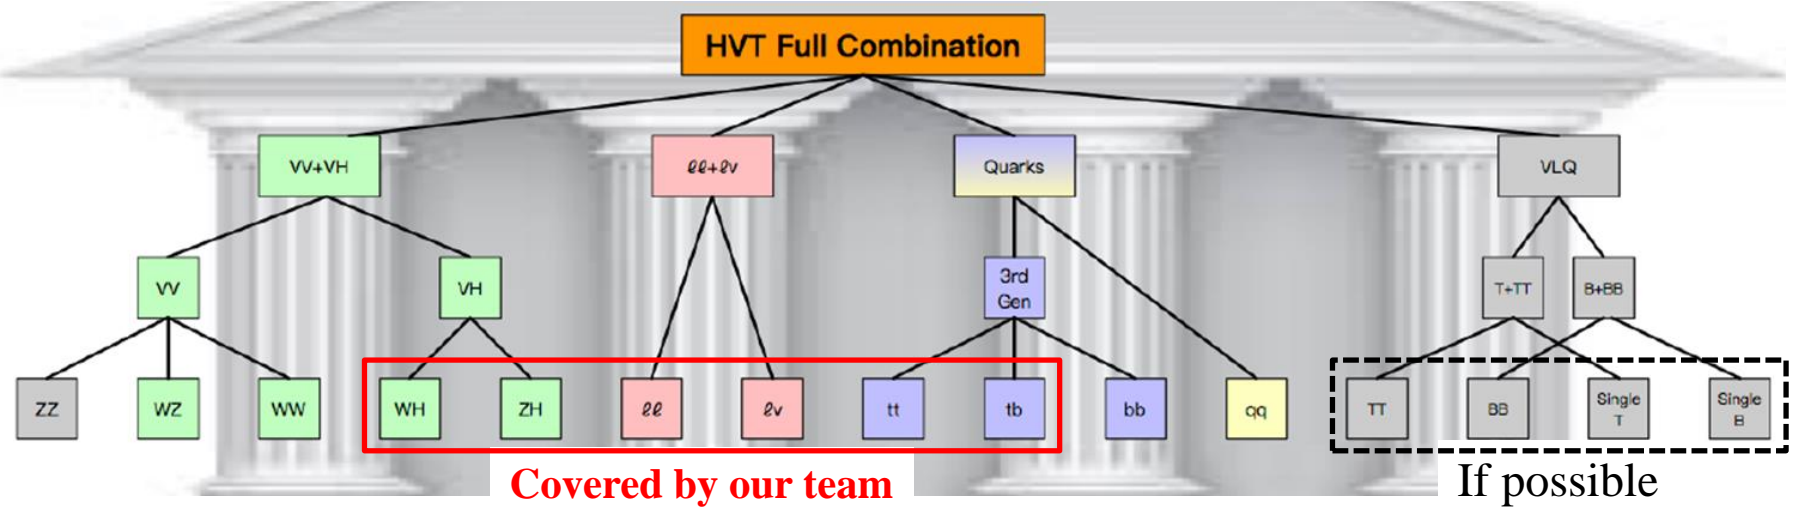 HVT Full Combination
VV+VH
ℓℓ+ℓν
Quarks
VLQ
VV
VH
3rd
Gen
T+TT
B+BB
ZZ
WZ
WW
WH
ZH
ℓℓ
ℓν
tt
tb
bb
qq
TT
BB
Single
T
Single
B
Covered by our team
If possible